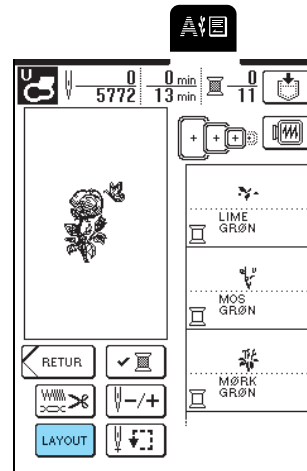 A
U
0 0 min 0
5772 13 min 11
LIME
GRØN
MOS
GRØN
RETUR
MØRK
GRØN
-/+
LAYOUT